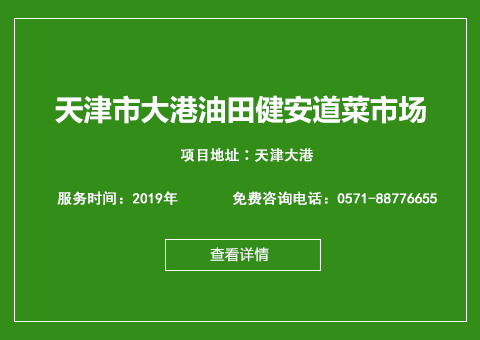 天津市大港油田健安道菜市场
项目地址：天津大港
服务时间：2019年 免费咨询电话：0571-88776655
查看详情